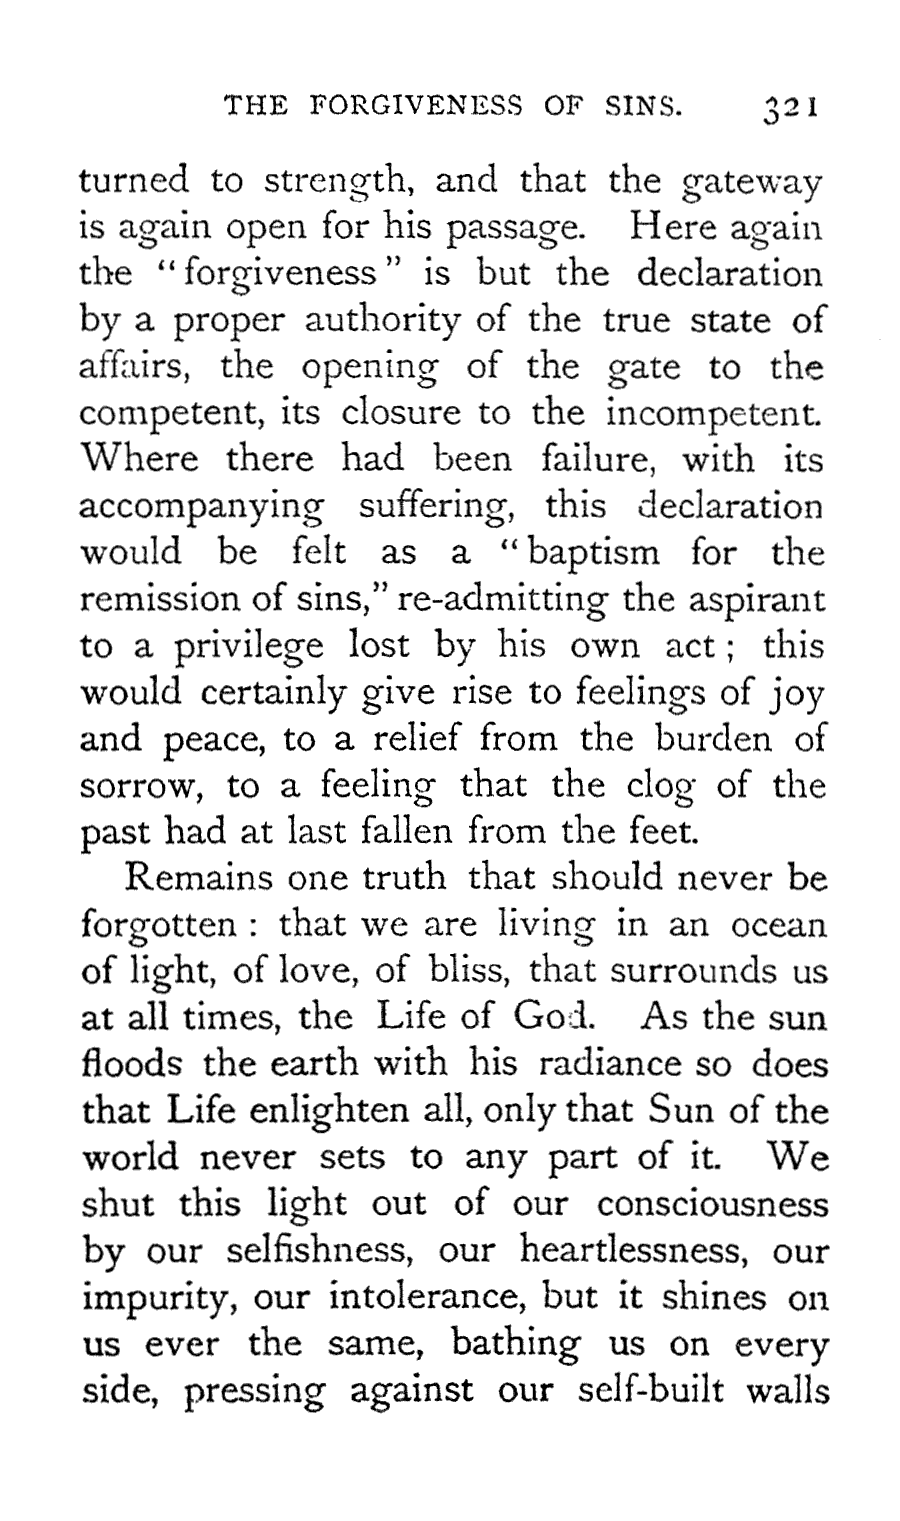 THE FORGIVENESS OF SINS. 321
turned to strength, and that the gateway
is again open for his passage. Here again
the “forgiveness” is but the declaration
by a proper authority of the true state of
affairs, the opening of the gate to the
competent, its closure to the incompetent.
Where there had been failure, with its
accompanying suffering, this declaration
would be felt as a “baptism for the
remission of sins,” re-admitting the aspirant
to a privilege lost by his own act; this
would certainly give rise to feelings of joy
and peace, to a relief from the burden of
sorrow, to a feeling that the clog of the
past had at last fallen from the feet.
Remains one truth that should never be
forgotten: that we are living in an ocean
of light, of love, of bliss, that surrounds us
at all times, the Life of God. As the sun
floods the earth with his radiance so does
that Life enlighten all, only that Sun of the
world never sets to any part of it. We
shut this light out of our consciousness
by our selfishness, our heartlessness, our
impurity, our intolerance, but it shines on
us ever the same, bathing us on every
side, pressing against our self-built walls